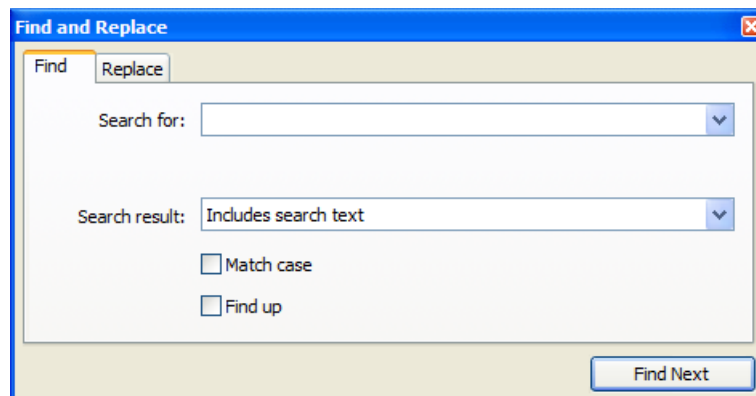 Find and Replace
Find Replace
Search for:
Search result: Includes search text
Match case
Find up
Find Next